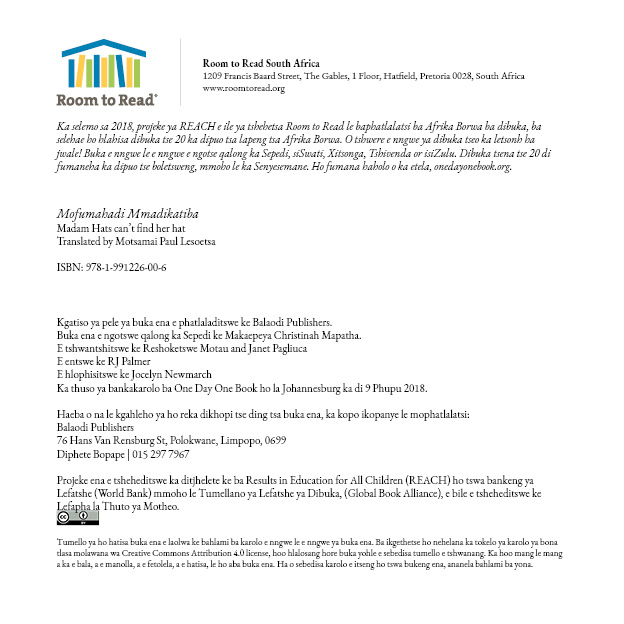 Room to Read®
Room to Read South Africa
1209 Francis Baard Street, The Gables, 1 Floor, Hatfield, Pretoria 0028, South Africa
www.roomtoread.org
Ka selemo sa 2018, projeke ya REACH e ile ya tshehetsa Room to Read le baphatlalatsi ba Afrika Borwa ba dibuka, ba
selehae ho hlahisa dibuka tse 20 ka dipuo tsa lapeng tsa Afrika Borwa. O tshwere e nngwe ya dibuka tseo ka letsonh ba
jwale! Buka e nngwe le e nngwe e ngotse qalong ka Sepedi, siSwati, Xitsonga, Tshivenda or isiZulu. Dibuka tsena tse 20 di
fumaneha ka dipuo tse boletsweng, mmoho le ka Senyesemane. Ho fumana haholo o ka etela, onedayonebook.org.
Mofumahadi Mmadikatiba
Madam Hats can't find her hat
Translated by Motsamai Paul Lesoetsa
ISBN: 978-1-991226-00-6
Kgatiso ya pele ya buka ena e phatlaladitswe ke Balaodi Publishers.
Buka ena e ngotswe qalong ka Sepedi ke Makaepeya Christinah Mapatha.
E tshwantshitswe ke Reshoketswe Motau and Janet Pagliuca
E entswe ke RJ Palmer
E hlophisitswe ke Jocelyn Newmarch
Ka thuso ya bankakarolo ba One Day One Book ho la Johannesburg ka di 9 Phupu 2018.
Haeba o na le kgahleho ya ho reka dikhopi tse ding tsa buka ena, ka kopo ikopanye le mophatlalatsi:
Balaodi Publishers
76 Hans Van Rensburg St, Polokwane, Limpopo, 0699
Diphete Bopape | 015 297 7967
Projeke ena e tsheheditswe ka ditjhelete ke ba Results in Education for All Children (REACH) ho tswa bankeng ya
Lefatshe (World Bank) mmoho le Tumellano ya Lefatshe ya Dibuka, (Global Book Alliance), e bile e tsheheditswe ke
Lefapha la Thuto ya Motheo.
cc BY
Tumello ya ho hatisa buka ena e laolwa ke bahlami ba karolo e nngwe le e nngwe ya buka ena. Ba ikgethetse ho nehelana ka tokelo ya karolo ya bona
tlasa molawana wa Creative Commons Attribution 4.0 license, hoo hlalosang hore buka yohle e sebedisa tumello e tshwanang. Ka hoo mang le mang
a ka e bala, a e manolla, a e fetolela, a e hatisa, le ho aba buka ena. Ha o sebedisa karolo e itseng ho tswa bukeng ena, ananela bahlami ba yona.